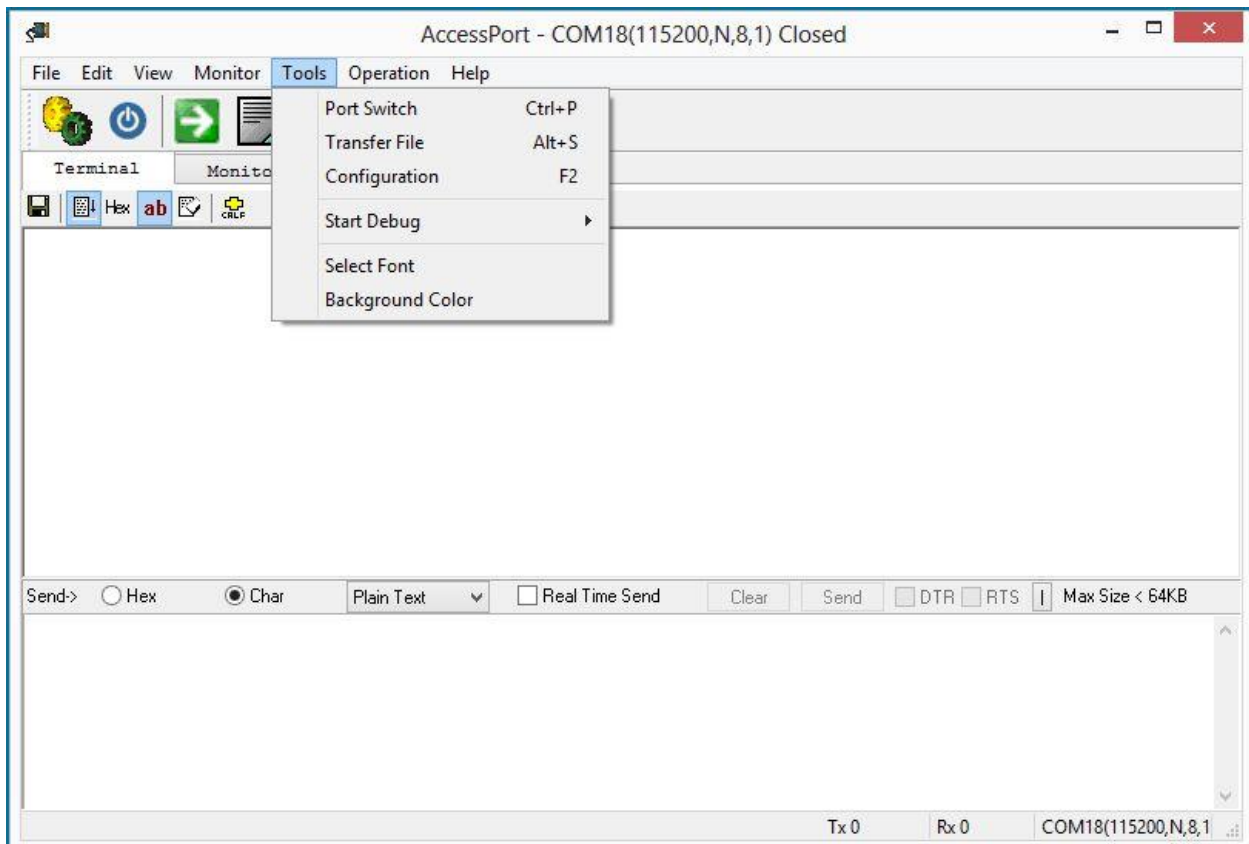 AccessPort - COM18(115200,N,8,1) Closed
File Edit View Monitor Tools Operation Help
Port Switch Ctrl+P
Transfer File Alt+S
Configuration F2
Start Debug
Select Font
Background Color
Terminal Monito
Hex ab CRLF
Send-> Hex Char Plain Text Real Time Send Clear Send DTR RTS | Max Size < 64KB
Tx 0 Rx 0 COM18(115200,N,8,1